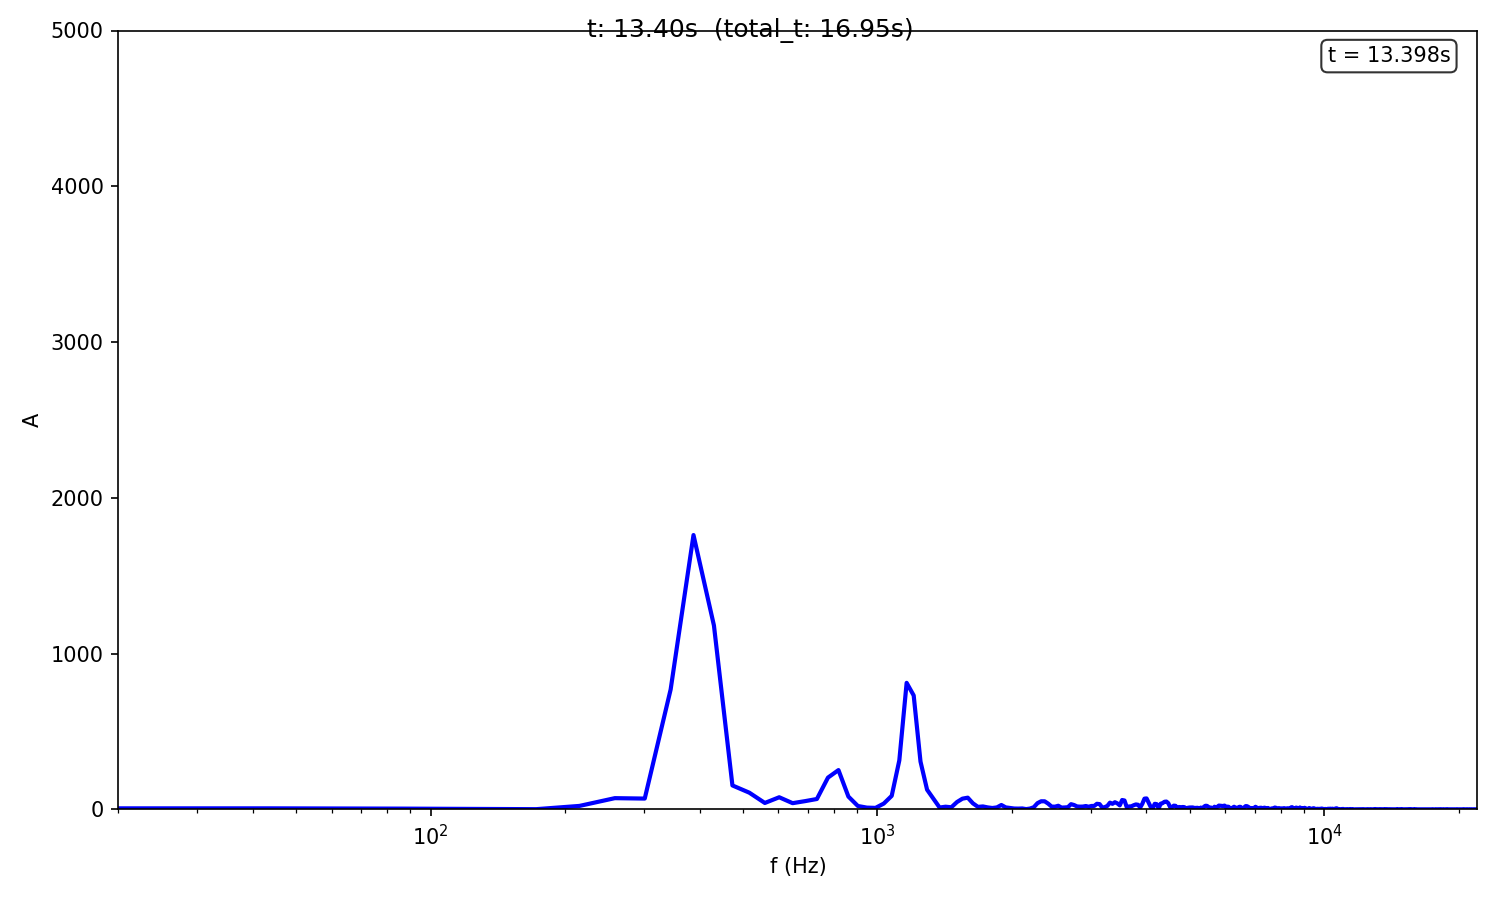 t: 13.40s  (total_t: 16.95s)
t = 13.398s
5000
4000
3000
2000
1000
0
A
10²
10³
10⁴
f (Hz)